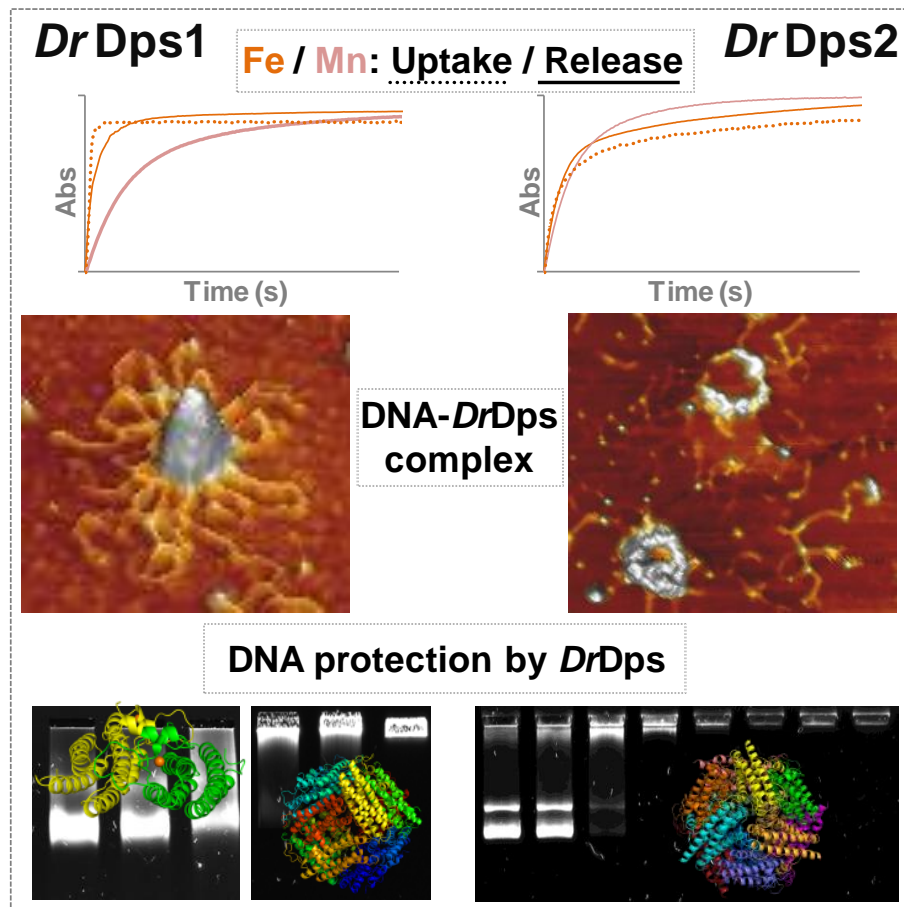 Dr Dps1
Fe / Mn: Uptake / Release
Dr Dps2
Abs
Time (s)
Abs
Time (s)
DNA-DrDps
complex
DNA protection by DrDps